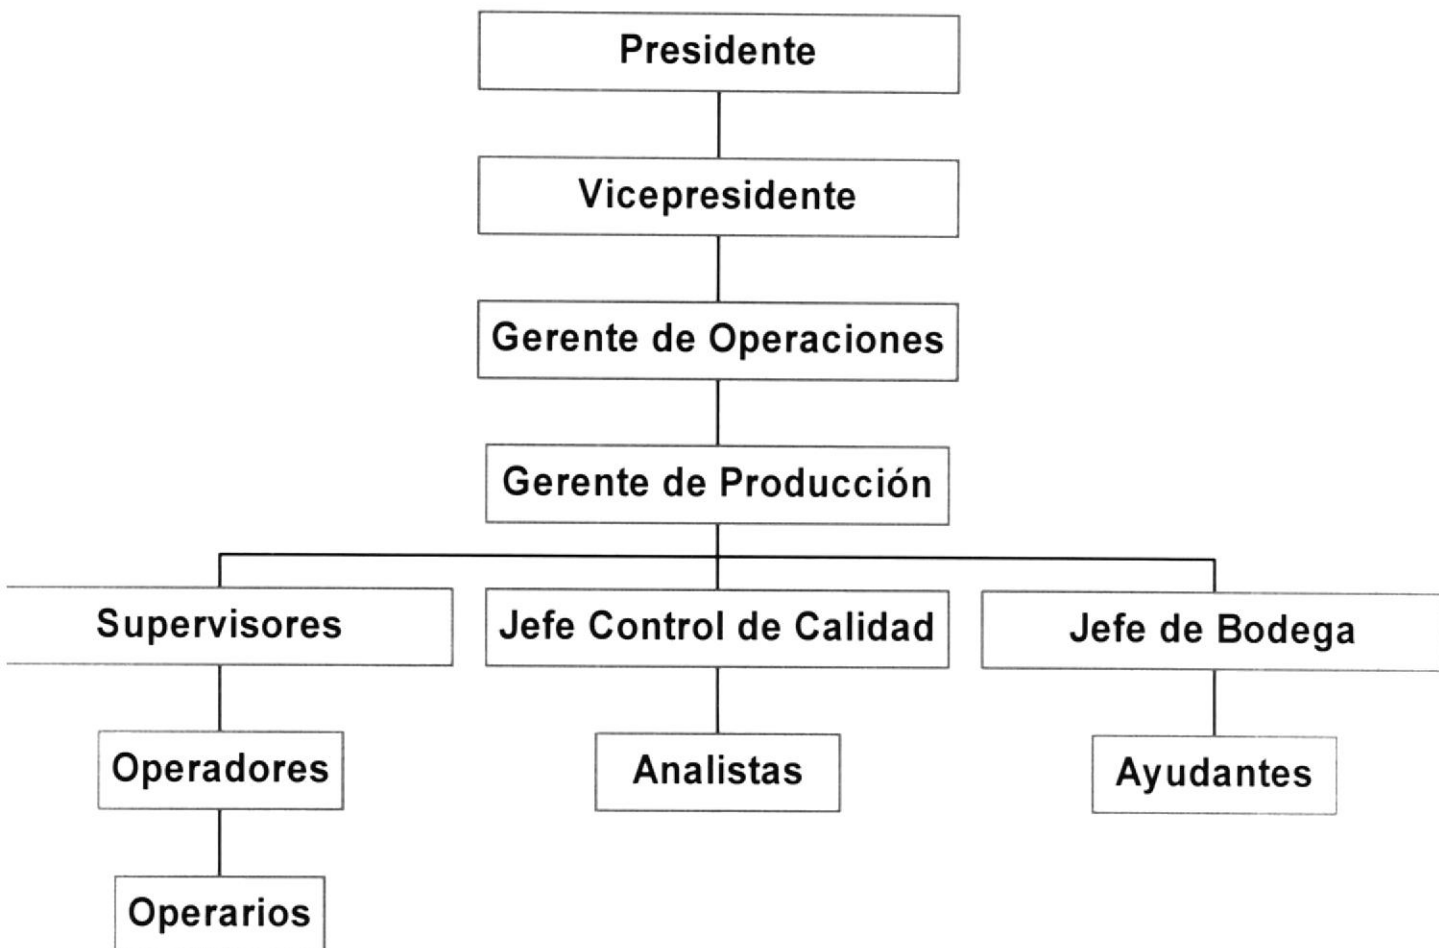 Presidente
Vicepresidente
Gerente de Operaciones
Gerente de Producción
Supervisores
Jefe Control de Calidad
Jefe de Bodega
Operadores
Analistas
Ayudantes
Operarios